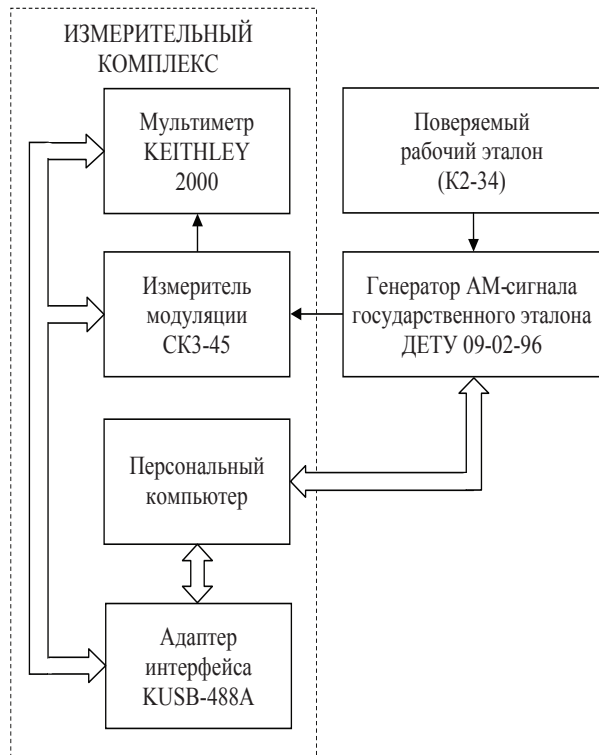 ИЗМЕРИТЕЛЬНЫЙ
КОМПЛЕКС
Мультиметр
KEITHLEY
2000
Поверяемый
рабочий эталон
(К2-34)
Измеритель
модуляции
СК3-45
Генератор АМ-сигнала
государственного эталона
ДЕТУ 09-02-96
Персональный
компьютер
Адаптер
интерфейса
KUSB-488A